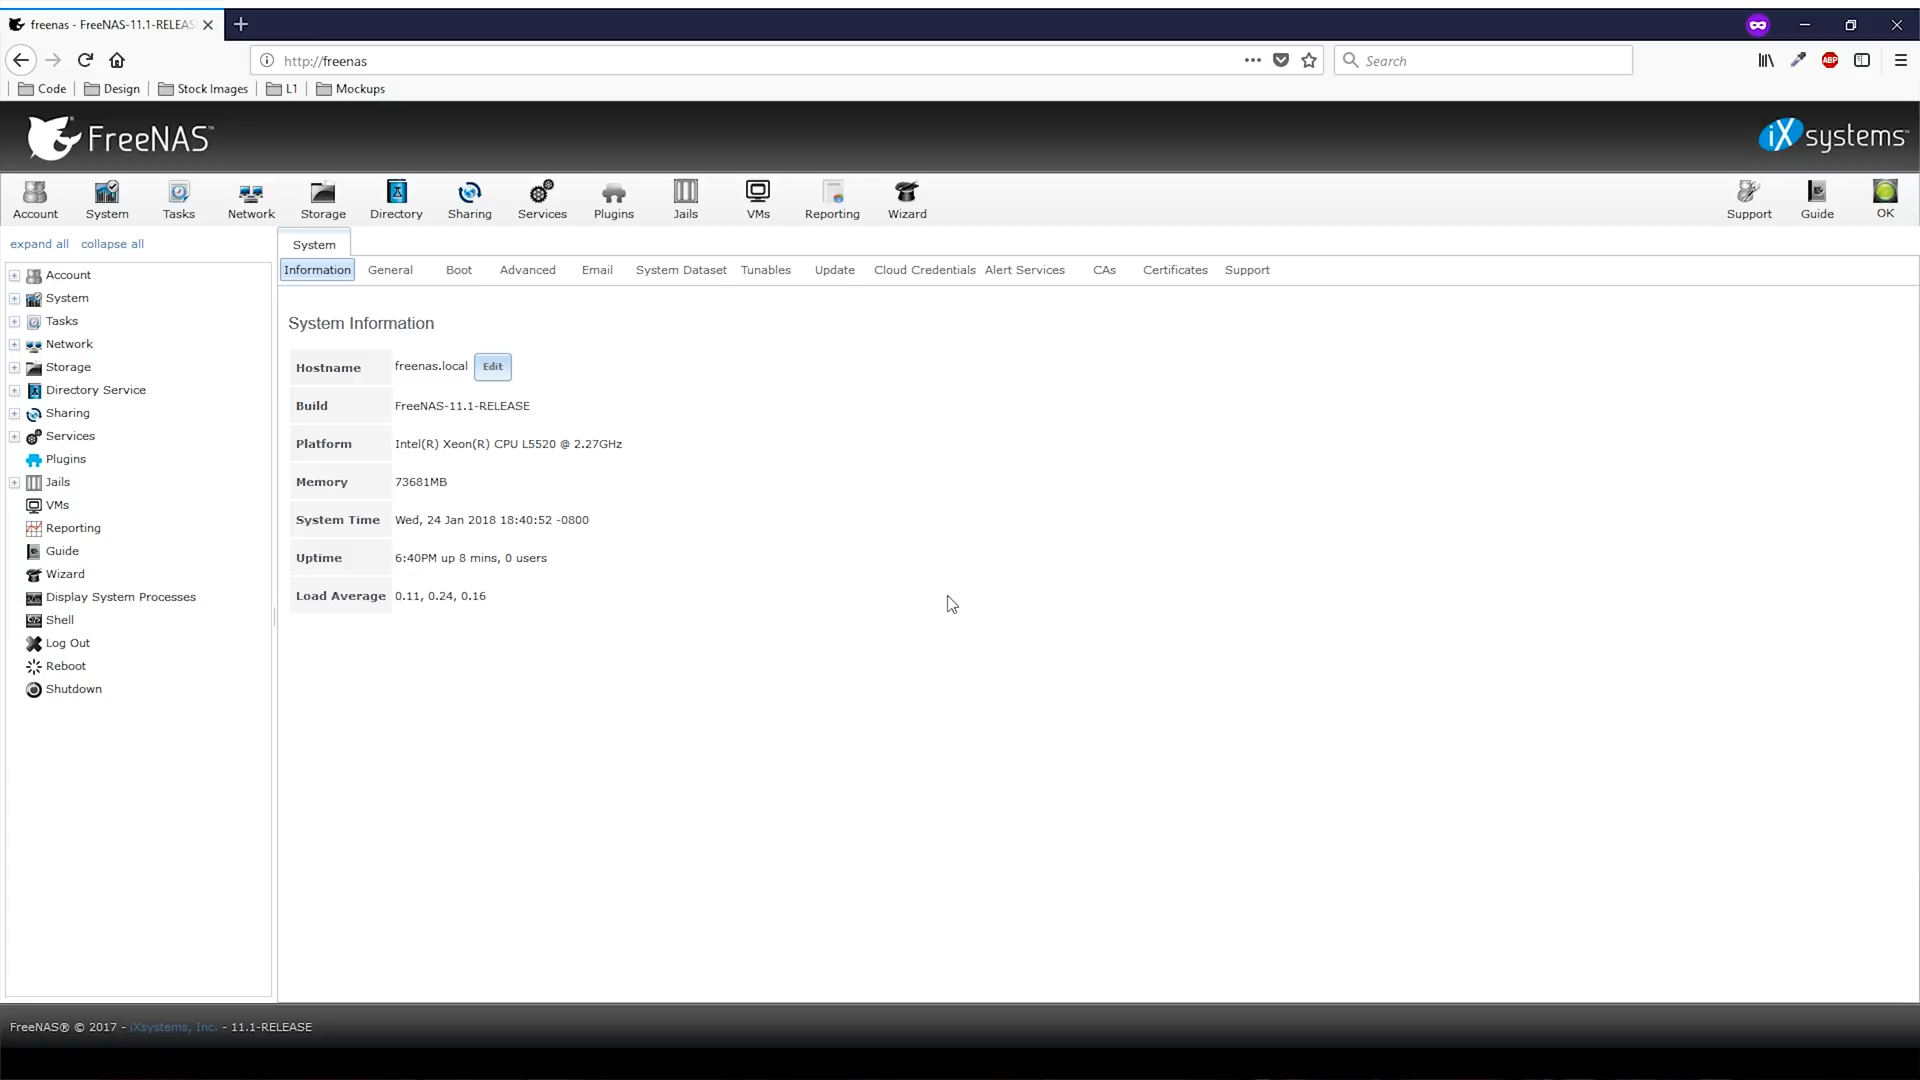 freenas - FreeNAS-11.1-RELEAS
http://freenas
Search
Code Design Stock Images L1 Mockups
ABP
FreeNAS™
iXsystems™
Account System Tasks Network Storage Directory Sharing Services Plugins Jails VMs Reporting Wizard Support Guide OK
expand all collapse all
Account
System
Tasks
Network
Storage
Directory Service
Sharing
Services
Plugins
Jails
VMs
Reporting
Guide
Wizard
Display System Processes
Shell
Log Out
Reboot
Shutdown
System
Information General Boot Advanced Email System Dataset Tunables Update Cloud Credentials Alert Services CAs Certificates Support
System Information
Hostname freenas.local Edit
Build FreeNAS-11.1-RELEASE
Platform Intel(R) Xeon(R) CPU L5520 @ 2.27GHz
Memory 73681MB
System Time Wed, 24 Jan 2018 18:40:52 -0800
Uptime 6:40PM up 8 mins, 0 users
Load Average 0.11, 0.24, 0.16
FreeNAS® © 2017 - iXsystems, Inc. - 11.1-RELEASE